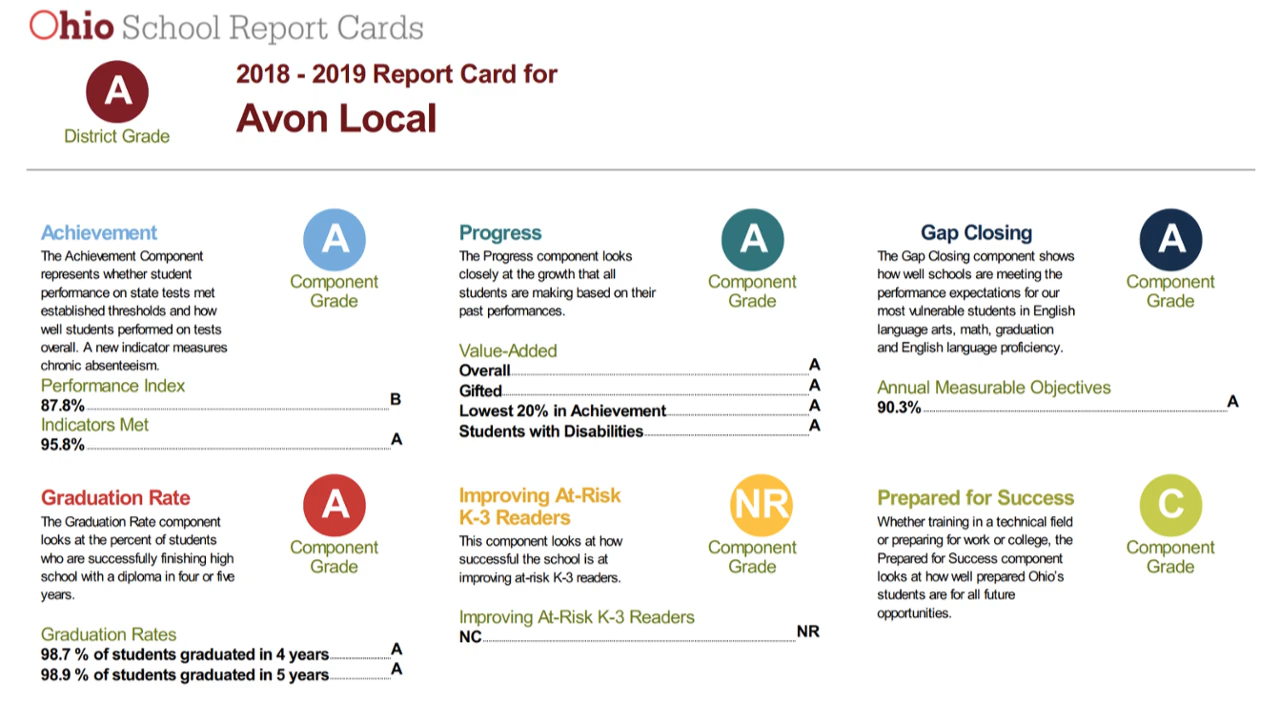 Ohio School Report Cards
A
District Grade
2018 - 2019 Report Card for
Avon Local
Achievement
The Achievement Component
represents whether student
performance on state tests met
established thresholds and how
well students performed on tests
overall. A new indicator measures
chronic absenteeism.
A
Component
Grade
Performance Index
87.8% B
Indicators Met
95.8% A
Progress
The Progress component looks
closely at the growth that all
students are making based on their
past performances.
A
Component
Grade
Value-Added
Overall A
Gifted A
Lowest 20% in Achievement A
Students with Disabilities A
Gap Closing
The Gap Closing component shows
how well schools are meeting the
performance expectations for our
most vulnerable students in English
language arts, math, graduation
and English language proficiency.
A
Component
Grade
Annual Measurable Objectives
90.3% A
Graduation Rate
The Graduation Rate component
looks at the percent of students
who are successfully finishing high
school with a diploma in four or five
years.
A
Component
Grade
Graduation Rates
98.7 % of students graduated in 4 years A
98.9 % of students graduated in 5 years A
Improving At-Risk
K-3 Readers
This component looks at how
successful the school is at
improving at-risk K-3 readers.
NR
Component
Grade
Improving At-Risk K-3 Readers
NC NR
Prepared for Success
Whether training in a technical field
or preparing for work or college, the
Prepared for Success component
looks at how well prepared Ohio's
students are for all future
opportunities.
C
Component
Grade